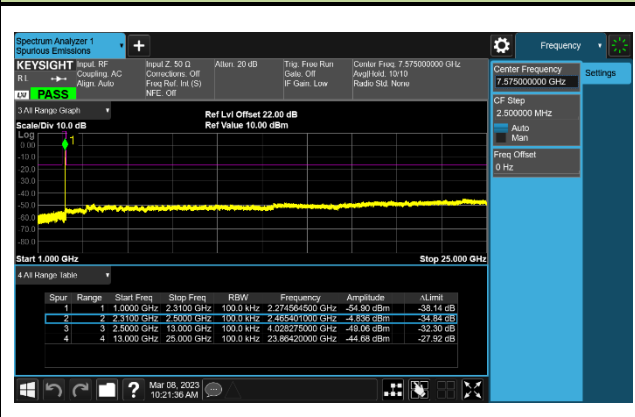 Spectrum Analyzer 1
Spurious Emissions
Frequency
KEYSIGHT
RL
Input: RF
Coupling: AC
Align: Auto
Input Z: 50 Ω
Corrections: Off
Freq Ref: Int (S)
NFE: Off
Atten: 20 dB
Trig: Free Run
Gate: Off
IF Gain: Low
Center Freq: 7.575000000 GHz
Avg|Hold: 10/10
Radio Std: None
LXI PASS
Center Frequency
7.575000000 GHz
Settings
CF Step
2.500000 MHz
Auto
Man
Freq Offset
0 Hz
3 All Range Graph
Scale/Div 10.0 dB
Ref Lvl Offset 22.00 dB
Ref Value 10.00 dBm
Log
1
0.00
-10.0
-20.0
-30.0
-40.0
-50.0
-60.0
-70.0
-80.0
Start 1.000 GHz
Stop 25.000 GHz
4 All Range Table
Spur Range Start Freq Stop Freq RBW Frequency Amplitude ΔLimit
1 1 1.0000 GHz 2.3100 GHz 100.0 kHz 2.274564500 GHz -54.90 dBm -38.14 dB
2 2 2.3100 GHz 2.5000 GHz 100.0 kHz 2.465401000 GHz -4.836 dBm -34.84 dB
3 3 2.5000 GHz 13.000 GHz 100.0 kHz 4.028275000 GHz -49.06 dBm -32.30 dB
4 4 13.000 GHz 25.000 GHz 100.0 kHz 23.86420000 GHz -44.68 dBm -27.92 dB
?
Mar 08, 2023
10:21:36 AM